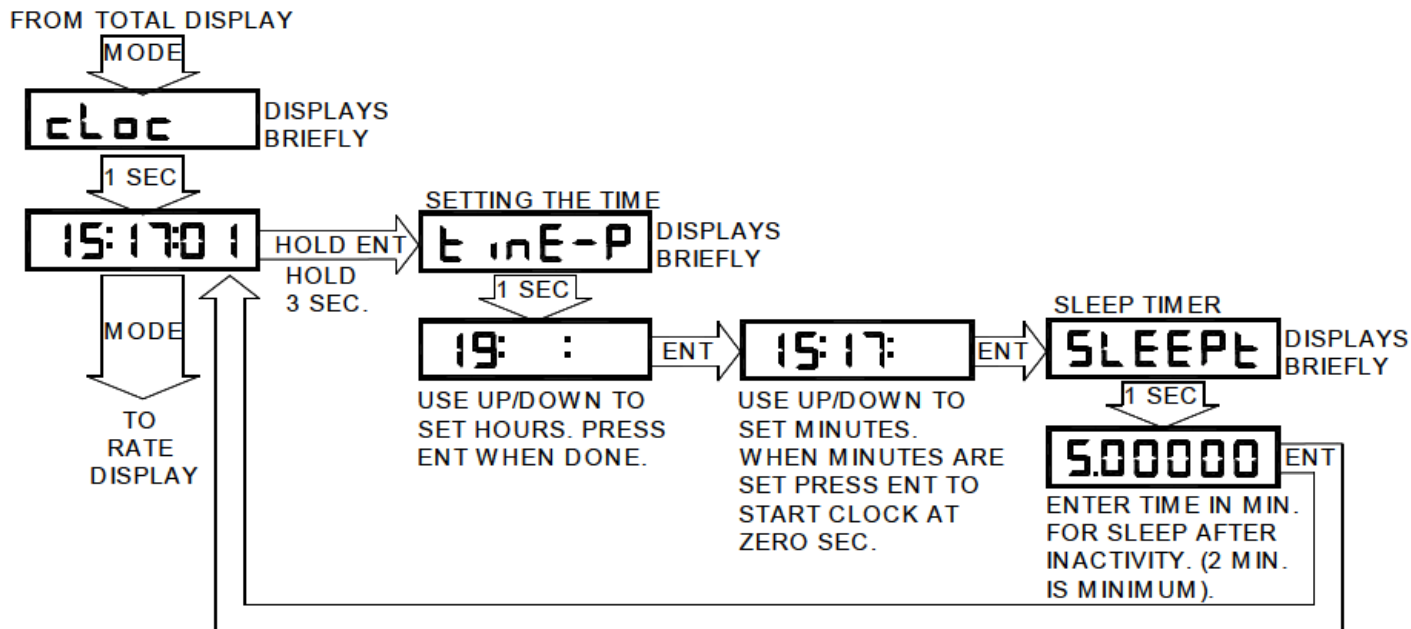 FROM TOTAL DISPLAY
MODE
cLoc
DISPLAYS
BRIEFLY
1 SEC
15:17:01
HOLD ENT
HOLD
3 SEC.
MODE
TO
RATE
DISPLAY
SETTING THE TIME
t inE-P
DISPLAYS
BRIEFLY
1 SEC
19: :
ENT
USE UP/DOWN TO
SET HOURS. PRESS
ENT WHEN DONE.
15:17:
ENT
USE UP/DOWN TO
SET MINUTES.
WHEN MINUTES ARE
SET PRESS ENT TO
START CLOCK AT
ZERO SEC.
SLEEP TIMER
SLEEPt
DISPLAYS
BRIEFLY
1 SEC
5.00000
ENT
ENTER TIME IN MIN.
FOR SLEEP AFTER
INACTIVITY. (2 MIN.
IS MINIMUM).